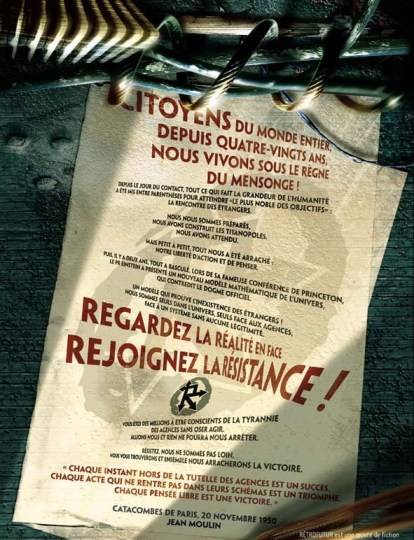 CITOYENS DU MONDE ENTIER,
DEPUIS QUATRE-VINGTS ANS,
NOUS VIVONS SOUS LE RÈGNE
DU MENSONGE !
DEPUIS LE JOUR DU CONTACT, TOUT CE QUI FAIT LA GRANDEUR DE L'HUMANITÉ
A ÉTÉ MIS ENTRE PARENTHÈSES POUR ATTENDRE «LE PLUS NOBLE DES OBJECTIFS» :
LA RENCONTRE DES ÉTRANGERS.
NOUS NOUS SOMMES PRÉPARÉS,
NOUS AVONS CONSTRUIT LES TITANOPOLES.
NOUS AVONS ATTENDU.
MAIS PETIT À PETIT, TOUT NOUS A ÉTÉ ARRACHÉ :
NOTRE LIBERTÉ D'ACTION ET DE PENSER.
PUIS, IL Y A DEUX ANS, TOUT A BASCULÉ. LORS DE SA FAMEUSE CONFÉRENCE DE PRINCETON,
LE PR EINSTEIN A PRÉSENTÉ UN NOUVEAU MODÈLE MATHÉMATIQUE DE L'UNIVERS,
QUI CONTREDIT LE DOGME OFFICIEL.
UN MODÈLE QUI PROUVE L'INEXISTENCE DES ÉTRANGERS !
NOUS SOMMES SEULS DANS L'UNIVERS, SEULS FACE AUX AGENCES,
FACE À UN SYSTÈME SANS AUCUNE LÉGITIMITÉ.
REGARDEZ LA RÉALITÉ EN FACE
REJOIGNEZ LA RÉSISTANCE !
R
VOUS ÊTES DES MILLIONS À ÊTRE CONSCIENTS DE LA TYRANNIE
DES AGENCES SANS OSER AGIR.
ALLIONS NOUS ET RIEN NE POURRA NOUS ARRÊTER.
RÉSISTEZ. NOUS NE SOMMES PAS LOIN.
NOUS VOUS TROUVERONS ET ENSEMBLE NOUS ARRACHERONS LA VICTOIRE.
« CHAQUE INSTANT HORS DE LA TUTELLE DES AGENCES EST UN SUCCÈS.
CHAQUE ACTE QUI NE RENTRE PAS DANS LEURS SCHÉMAS EST UN TRIOMPHE.
CHAQUE PENSÉE LIBRE EST UNE VICTOIRE. »
CATACOMBES DE PARIS, 20 NOVEMBRE 1950
JEAN MOULIN
RÉTROFUTUR est une œuvre de fiction